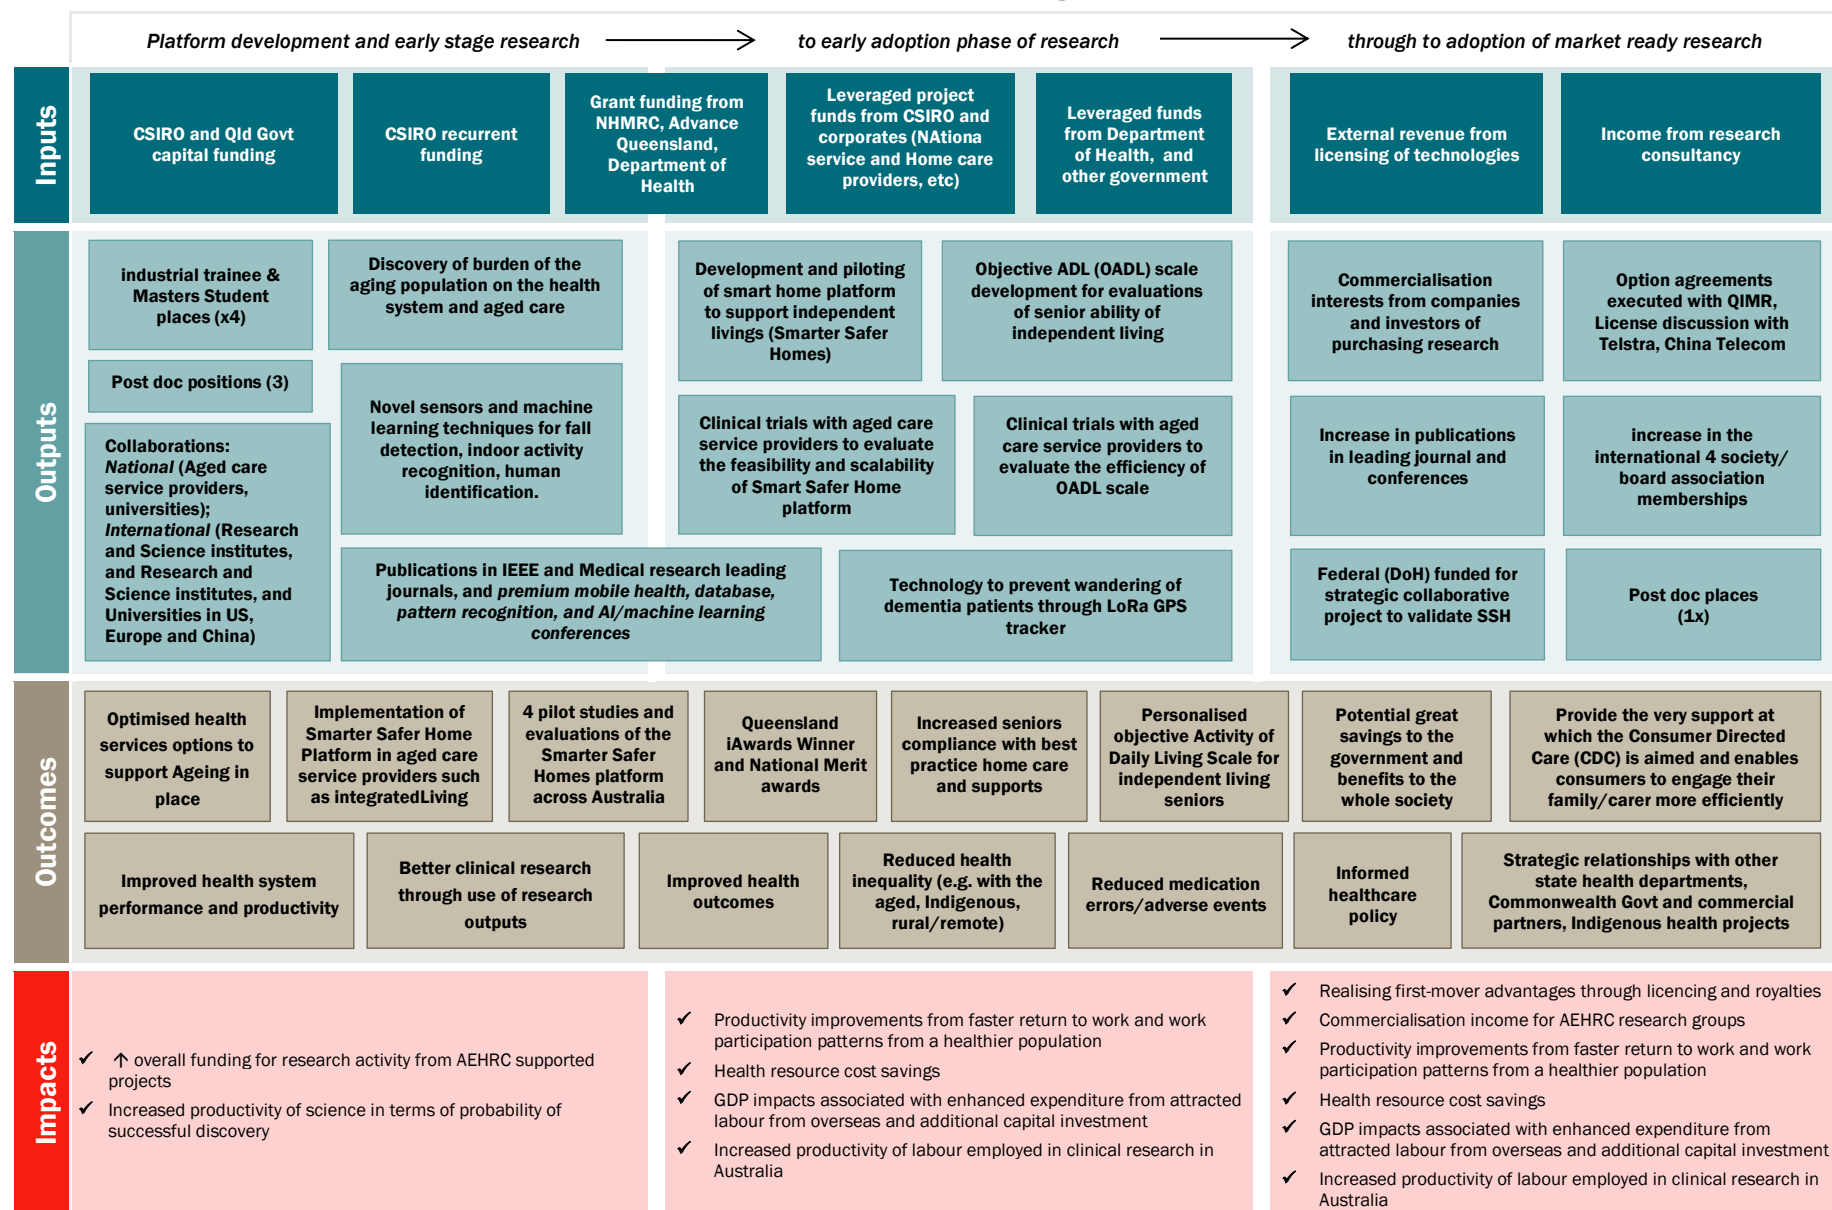 Platform development and early stage research
to early adoption phase of research
through to adoption of market ready research
Inputs
CSIRO and Qld Govt
capital funding
CSIRO recurrent
funding
Grant funding from
NHMRC, Advance
Queensland,
Department of
Health
Leveraged project
funds from CSIRO and
corporates (NAtiona
service and Home care
providers, etc)
Leveraged funds
from Department
of Health, and
other government
External revenue from
licensing of technologies
Income from research
consultancy
Outputs
industrial trainee &
Masters Student
places (x4)
Discovery of burden of the
aging population on the health
system and aged care
Post doc positions (3)
Novel sensors and machine
learning techniques for fall
detection, indoor activity
recognition, human
identification.
Collaborations:
National (Aged care
service providers,
universities);
International (Research
and Science institutes,
and Research and
Science institutes, and
Universities in US,
Europe and China)
Publications in IEEE and Medical research leading
journals, and premium mobile health, database,
pattern recognition, and AI/machine learning
conferences
Development and piloting
of smart home platform
to support independent
livings (Smarter Safer
Homes)
Objective ADL (OADL) scale
development for evaluations
of senior ability of
independent living
Clinical trials with aged care
service providers to evaluate
the feasibility and scalability
of Smart Safer Home
platform
Clinical trials with aged
care service providers to
evaluate the efficiency of
OADL scale
Technology to prevent wandering of
dementia patients through LoRa GPS
tracker
Commercialisation
interests from companies
and investors of
purchasing research
Option agreements
executed with QIMR,
License discussion with
Telstra, China Telecom
Increase in publications
in leading journal and
conferences
increase in the
international 4 society/
board association
memberships
Federal (DoH) funded for
strategic collaborative
project to validate SSH
Post doc places
(1x)
Outcomes
Optimised health
services options to
support Ageing in
place
Implementation of
Smarter Safer Home
Platform in aged care
service providers such
as integratedLiving
4 pilot studies and
evaluations of the
Smarter Safer
Homes platform
across Australia
Queensland
iAwards Winner
and National Merit
awards
Increased seniors
compliance with best
practice home care
and supports
Personalised
objective Activity of
Daily Living Scale for
independent living
seniors
Potential great
savings to the
government and
benefits to the
whole society
Provide the very support at
which the Consumer Directed
Care (CDC) is aimed and enables
consumers to engage their
family/carer more efficiently
Improved health system
performance and productivity
Better clinical research
through use of research
outputs
Improved health
outcomes
Reduced health
inequality (e.g. with the
aged, Indigenous,
rural/remote)
Reduced medication
errors/adverse events
Informed
healthcare
policy
Strategic relationships with other
state health departments,
Commonwealth Govt and commercial
partners, Indigenous health projects
Impacts
✓ ↑ overall funding for research activity from AEHRC supported
projects
✓ Increased productivity of science in terms of probability of
successful discovery
✓ Productivity improvements from faster return to work and work
participation patterns from a healthier population
✓ Health resource cost savings
✓ GDP impacts associated with enhanced expenditure from attracted
labour from overseas and additional capital investment
✓ Increased productivity of labour employed in clinical research in
Australia
✓ Realising first-mover advantages through licencing and royalties
✓ Commercialisation income for AEHRC research groups
✓ Productivity improvements from faster return to work and work
participation patterns from a healthier population
✓ Health resource cost savings
✓ GDP impacts associated with enhanced expenditure from
attracted labour from overseas and additional capital investment
✓ Increased productivity of labour employed in clinical research in
Australia